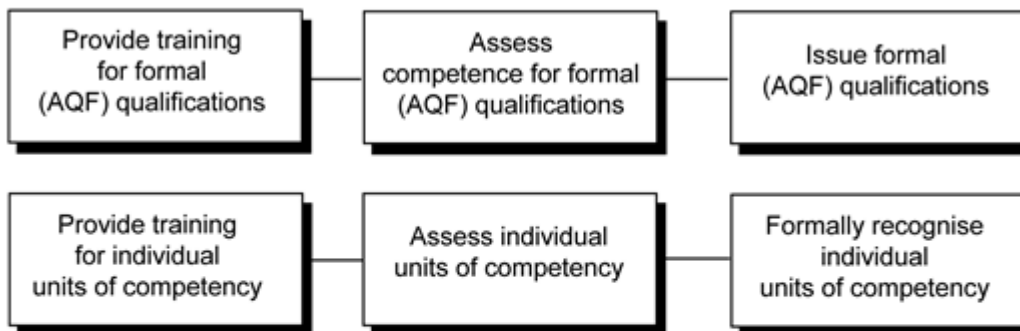 Provide training
for formal
(AQF) qualifications
Assess
competence for formal
(AQF) qualifications
Issue formal
(AQF) qualifications
Provide training
for individual
units of competency
Assess individual
units of competency
Formally recognise
individual
units of competency